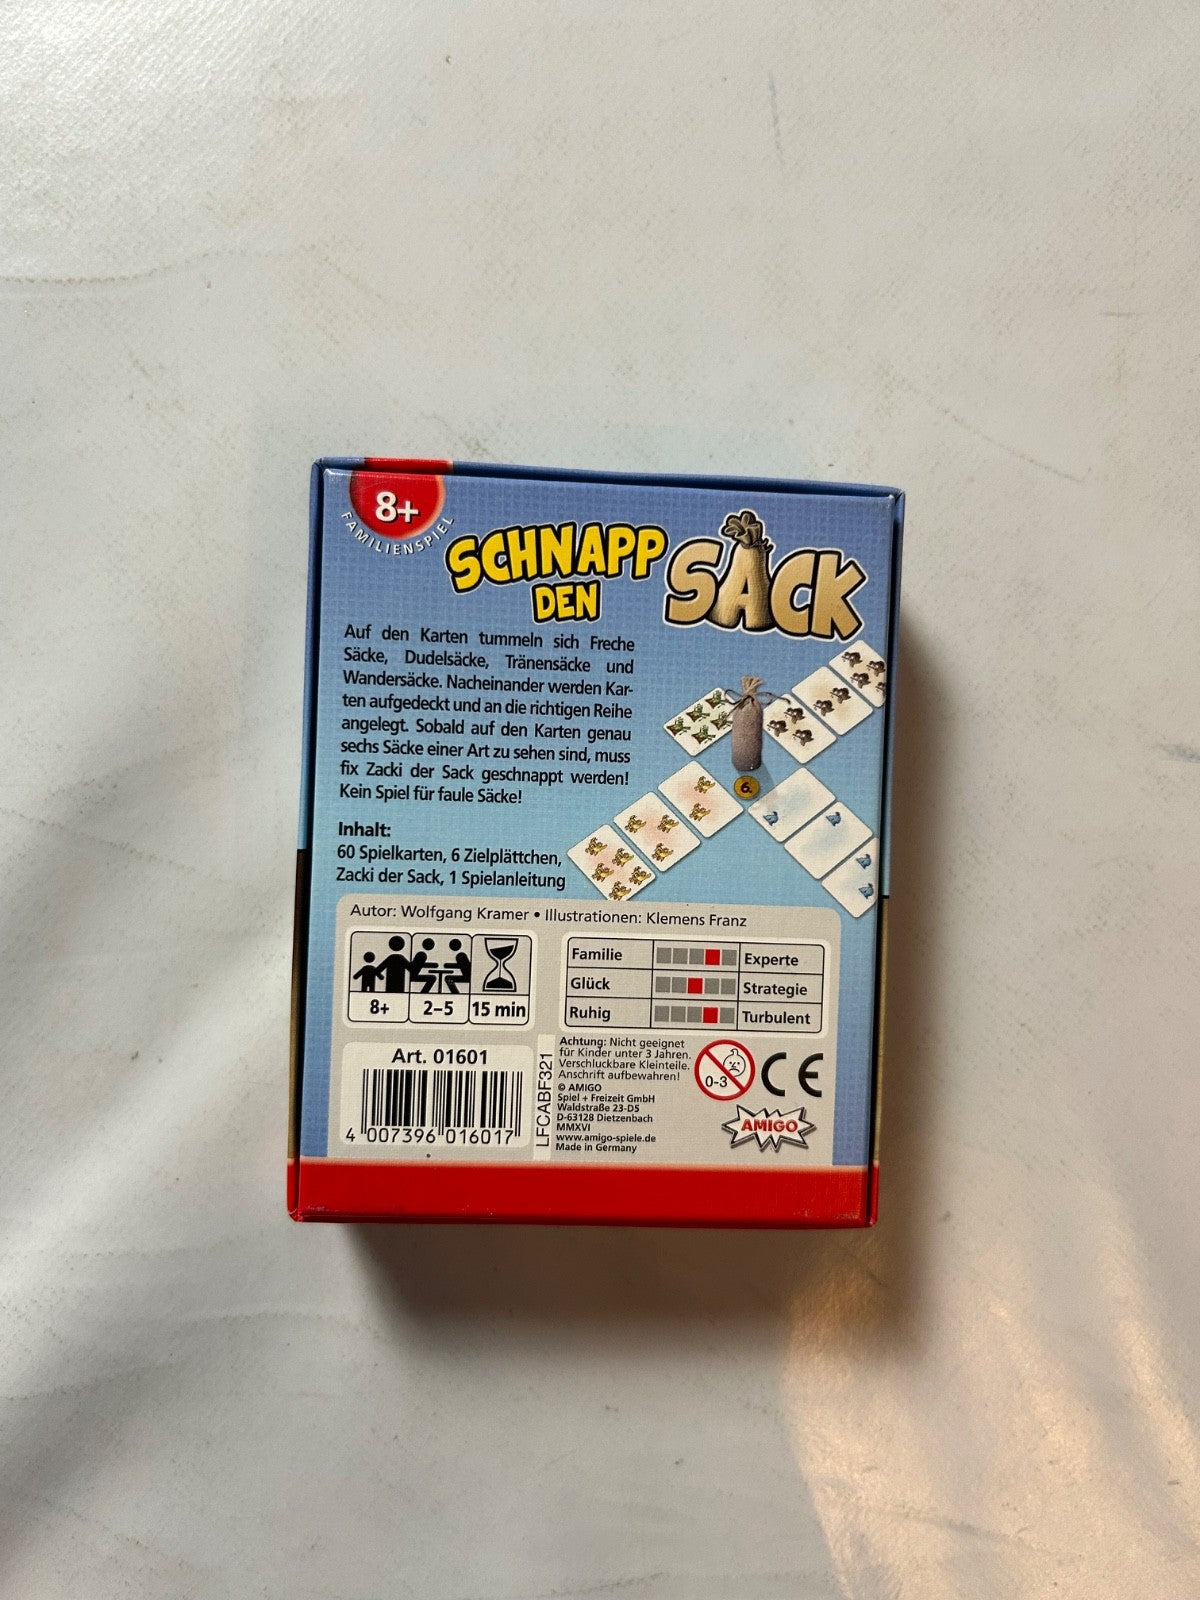 8+
FAMILIENSPIEL
SCHNAPP
DEN
SACK
Auf den Karten tummeln sich Freche
Säcke, Dudelsäcke, Tränensäcke und
Wandersäcke. Nacheinander werden Kar-
ten aufgedeckt und an die richtigen Reihe
angelegt. Sobald auf den Karten genau
sechs Säcke einer Art zu sehen sind, muss
fix Zacki der Sack geschnappt werden!
Kein Spiel für faule Säcke!
6.
Inhalt:
60 Spielkarten, 6 Zielplättchen,
Zacki der Sack, 1 Spielanleitung
Autor: Wolfgang Kramer • Illustrationen: Klemens Franz
8+ 2–5 15 min
Familie Experte
Glück Strategie
Ruhig Turbulent
Art. 01601
4 007396 016017
LFCABF321
Achtung: Nicht geeignet
für Kinder unter 3 Jahren.
Verschluckbare Kleinteile.
Anschrift aufbewahren!
© AMIGO
Spiel + Freizeit GmbH
Waldstraße 23-D5
D-63128 Dietzenbach
MMXVI
www.amigo-spiele.de
Made in Germany
0-3
CE
AMIGO